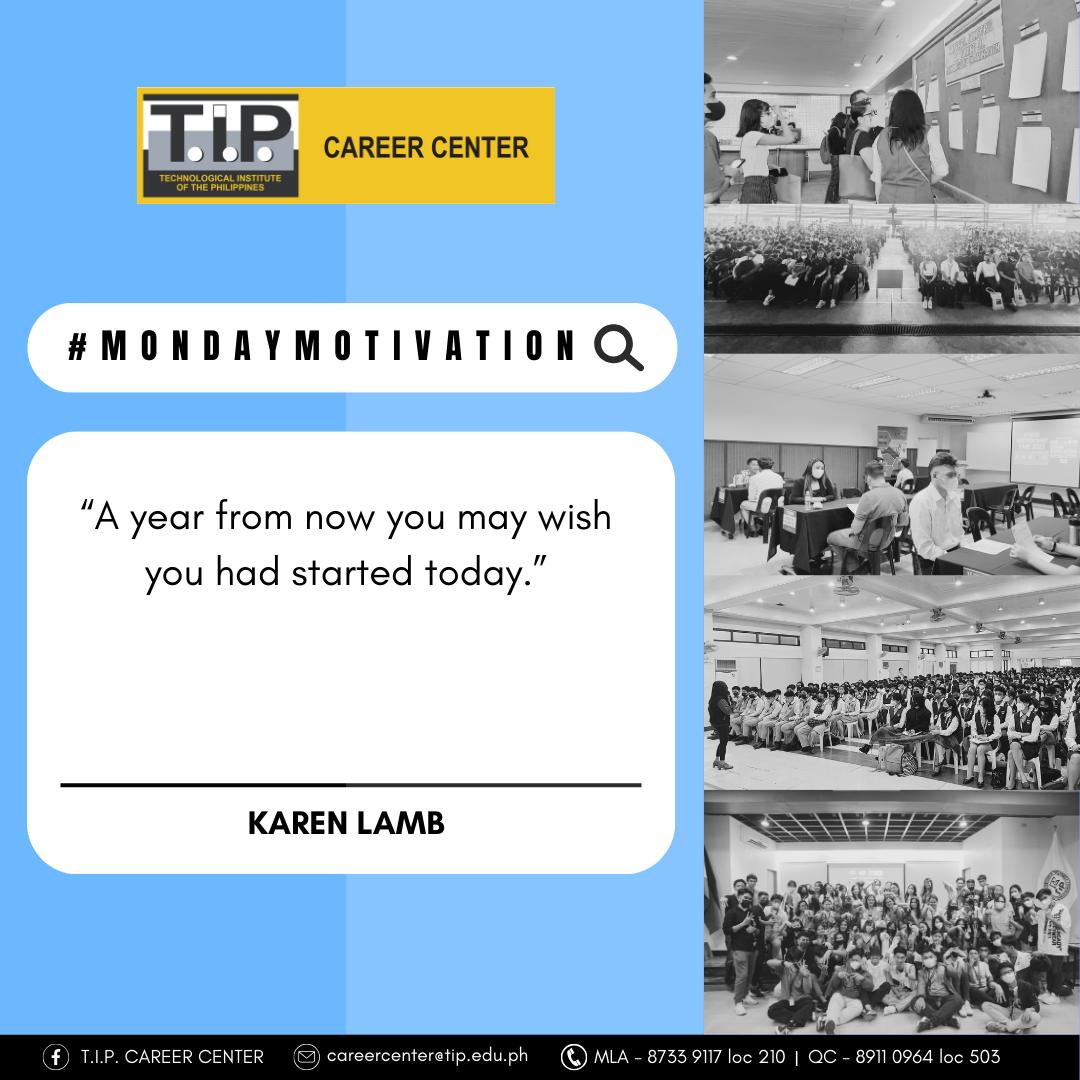 T.I.P.
TECHNOLOGICAL INSTITUTE
OF THE PHILIPPINES
CAREER CENTER
#MONDAYMOTIVATION
“A year from now you may wish
you had started today.”
KAREN LAMB
T.I.P. CAREER CENTER
careercenter@tip.edu.ph
MLA - 8733 9117 loc 210 | QC - 8911 0964 loc 503